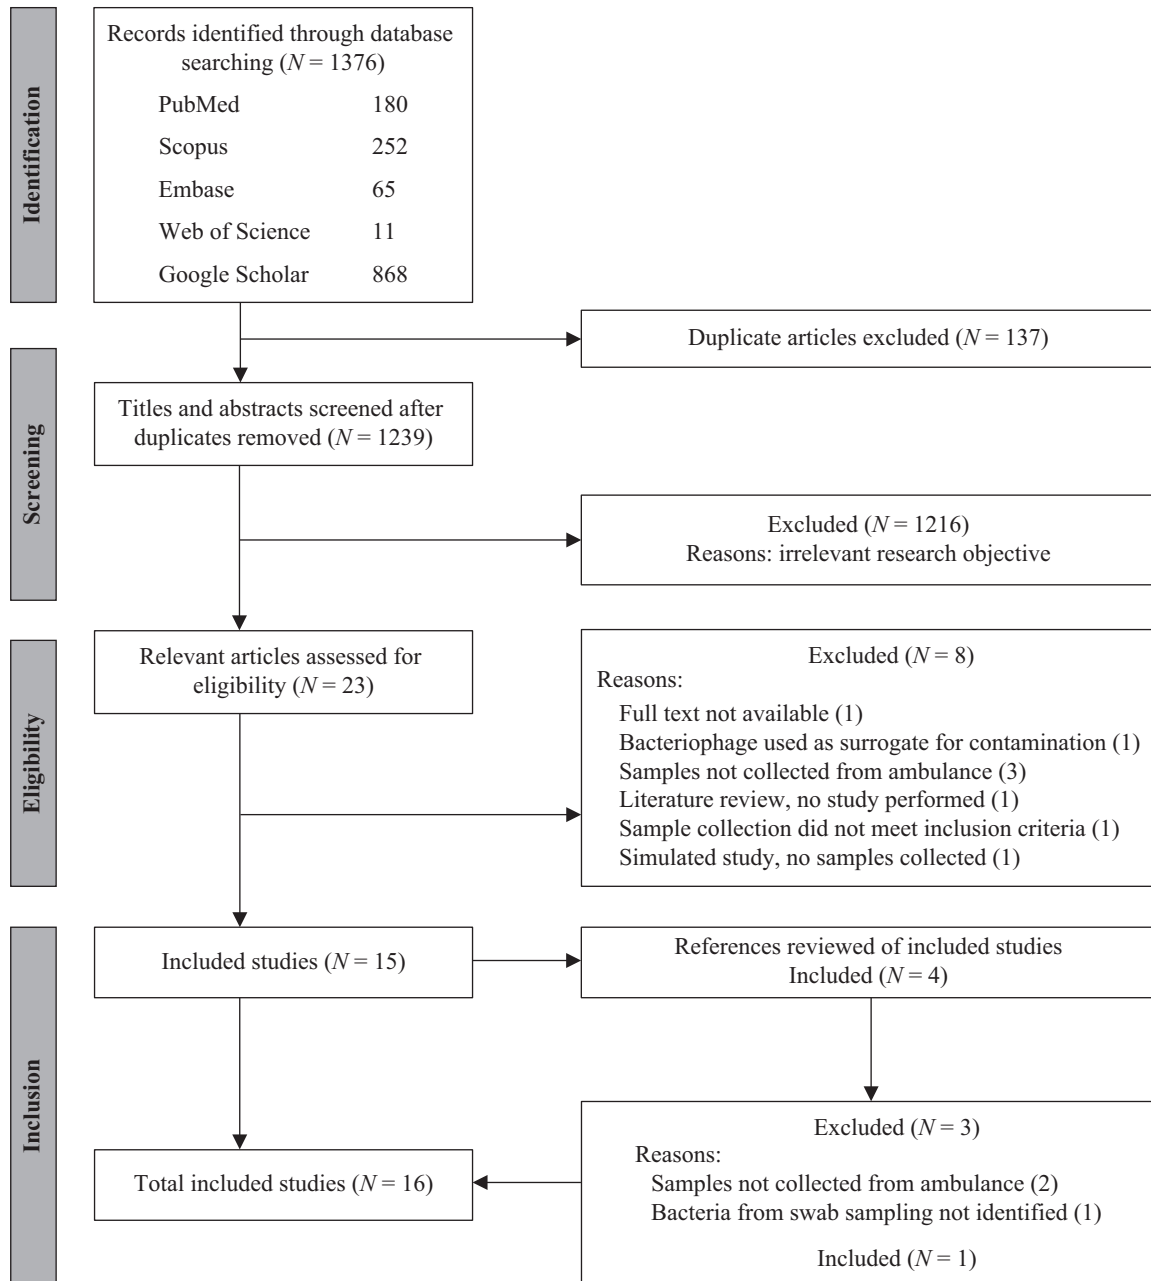 Identification
Records identified through database
searching (N = 1376)
PubMed 180
Scopus 252
Embase 65
Web of Science 11
Google Scholar 868
Duplicate articles excluded (N = 137)
Screening
Titles and abstracts screened after
duplicates removed (N = 1239)
Excluded (N = 1216)
Reasons: irrelevant research objective
Eligibility
Relevant articles assessed for
eligibility (N = 23)
Excluded (N = 8)
Reasons:
Full text not available (1)
Bacteriophage used as surrogate for contamination (1)
Samples not collected from ambulance (3)
Literature review, no study performed (1)
Sample collection did not meet inclusion criteria (1)
Simulated study, no samples collected (1)
Inclusion
Included studies (N = 15)
References reviewed of included studies
Included (N = 4)
Excluded (N = 3)
Reasons:
Samples not collected from ambulance (2)
Bacteria from swab sampling not identified (1)
Included (N = 1)
Total included studies (N = 16)